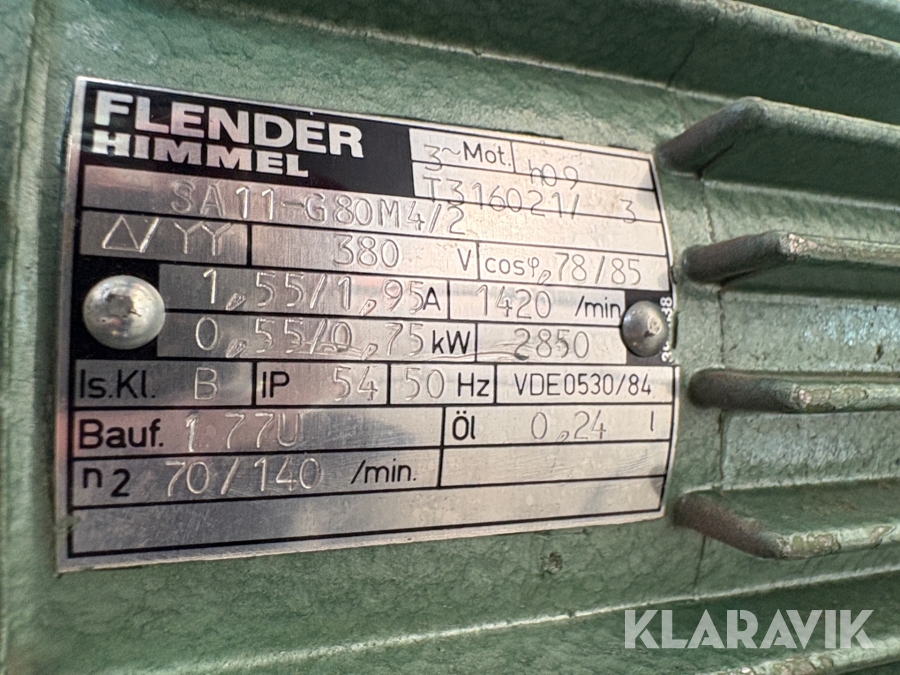 FLENDER
HIMMEL
3~Mot. h09
SA11-G80M4/2 T316021/ 3
△/YY 380 V cosφ,78/85
1,55/1,95 A 1420 /min
0,55/0,75 kW 2850
Is.Kl. B IP 54 50 Hz VDE0530/84
Bauf. 1.77U Öl 0,24 l
n2 70/140 /min.
KLARAVIK